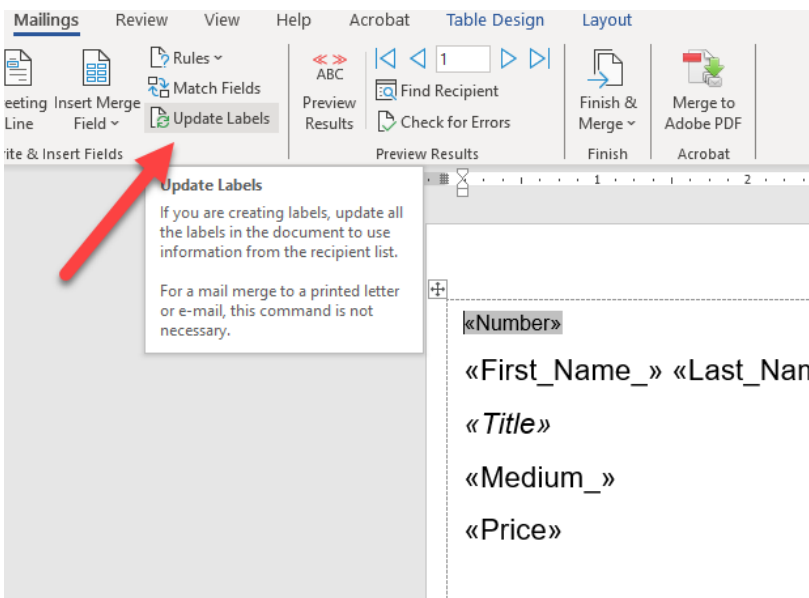 Mailings Review View Help Acrobat Table Design Layout
Rules
Match Fields
Update Labels
Insert Merge
Field
Line
ABC
Preview
Results
1
Find Recipient
Check for Errors
Finish &
Merge
Merge to
Adobe PDF
Insert Fields
Preview Results
Finish
Acrobat
Update Labels
If you are creating labels, update all
the labels in the document to use
information from the recipient list.
For a mail merge to a printed letter
or e-mail, this command is not
necessary.
1 2
«Number»
«First_Name_» «Last_Nam
«Title»
«Medium_»
«Price»